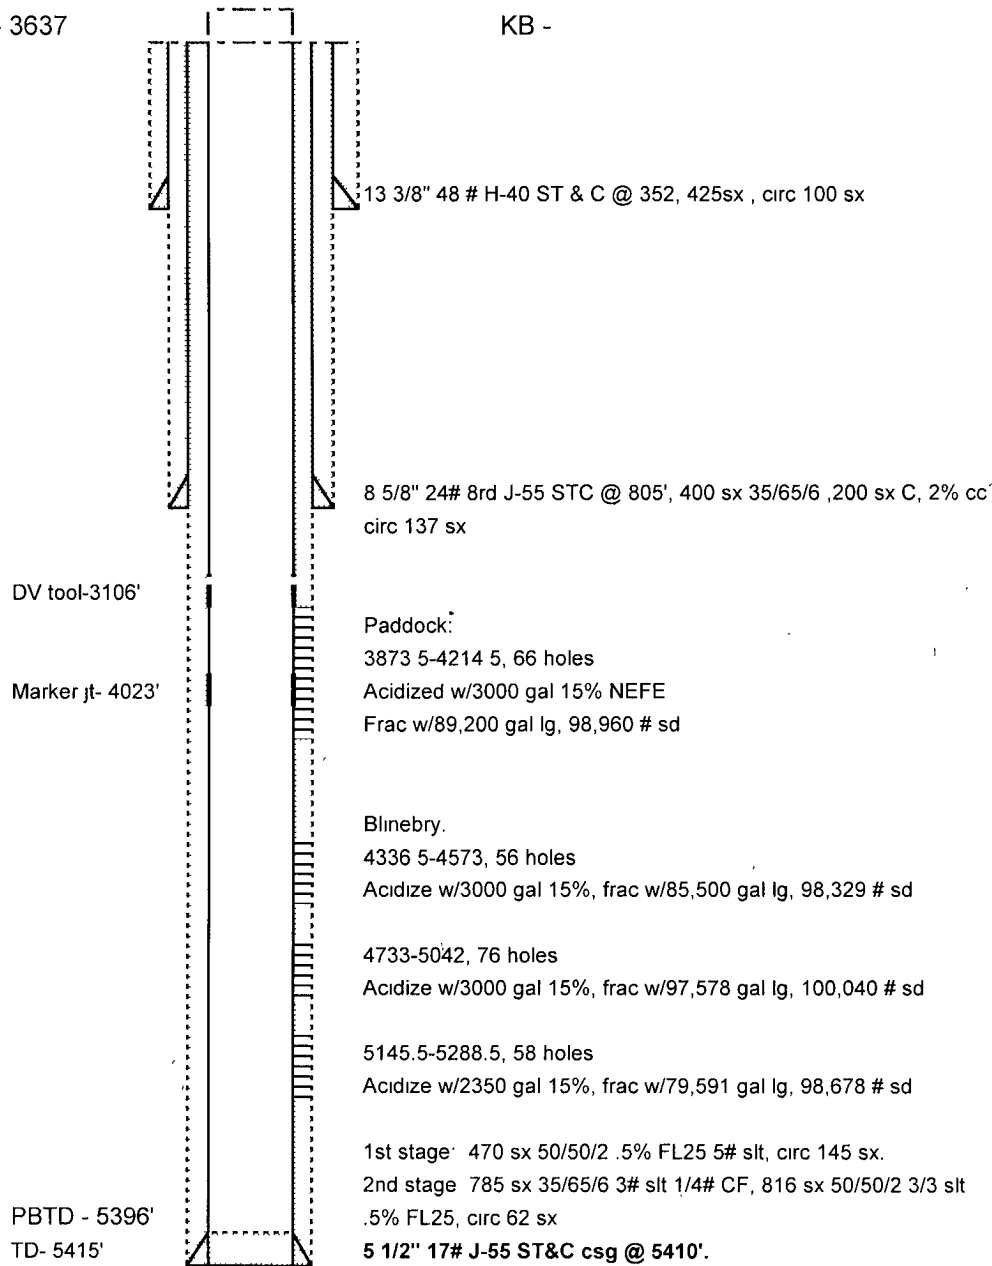 - 3637
KB -
13 3/8" 48 # H-40 ST & C @ 352, 425sx , circ 100 sx
8 5/8" 24# 8rd J-55 STC @ 805', 400 sx 35/65/6 ,200 sx C, 2% cc
circ 137 sx
DV tool-3106'
Paddock:
3873 5-4214 5, 66 holes
Marker jt- 4023'
Acidized w/3000 gal 15% NEFE
Frac w/89,200 gal lg, 98,960 # sd
Blinebry.
4336 5-4573, 56 holes
Acidize w/3000 gal 15%, frac w/85,500 gal lg, 98,329 # sd
4733-5042, 76 holes
Acidize w/3000 gal 15%, frac w/97,578 gal lg, 100,040 # sd
5145.5-5288.5, 58 holes
Acidize w/2350 gal 15%, frac w/79,591 gal lg, 98,678 # sd
1st stage 470 sx 50/50/2 .5% FL25 5# slt, circ 145 sx.
2nd stage 785 sx 35/65/6 3# slt 1/4# CF, 816 sx 50/50/2 3/3 slt
.5% FL25, circ 62 sx
PBTD - 5396'
TD- 5415'
5 1/2" 17# J-55 ST&C csg @ 5410'.